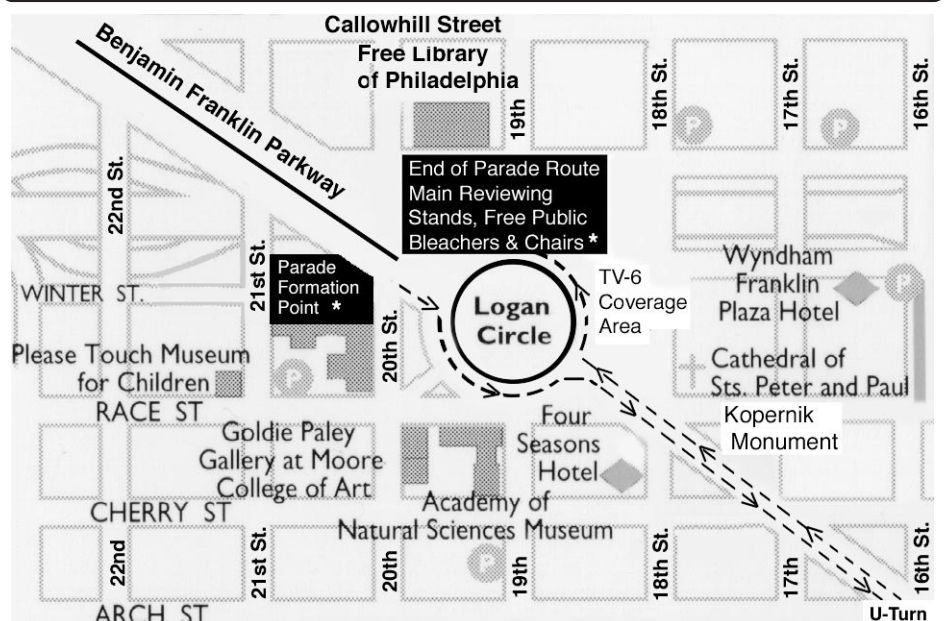 Callowhill Street
Free Library
of Philadelphia
Benjamin Franklin Parkway
19th
18th St.
17th St.
16th St.
P
P
22nd St.
End of Parade Route
Main Reviewing
Stands, Free Public
Bleachers & Chairs *
21st St.
Parade
Formation
Point *
WINTER ST.
Logan
Circle
TV-6
Coverage
Area
Wyndham
Franklin
Plaza Hotel
P
20th St.
Please Touch Museum
for Children
P
Cathedral of
Sts. Peter and Paul
RACE ST
Kopernik
Monument
Four
Seasons
Hotel
Goldie Paley
Gallery at Moore
College of Art
Academy of
Natural Sciences Museum
CHERRY ST
22nd
21st St.
20th
P
19th
18th St.
17th
16th St.
ARCH ST
U-Turn